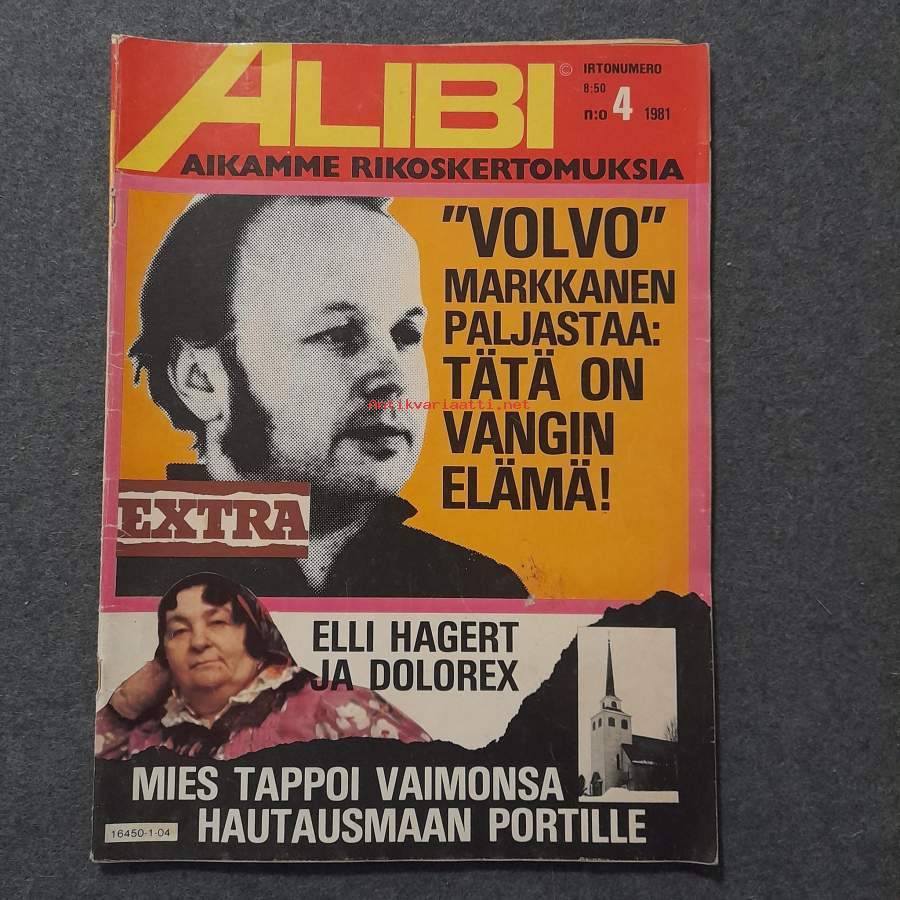 ALIBI
© IRTONUMERO
8:50
n:o 4 1981
AIKAMME RIKOSKERTOMUKSIA
"VOLVO"
MARKKANEN
PALJASTAA:
TÄTÄ ON
VANGIN
ELÄMÄ!
Antikvariaatti.net
EXTRA
ELLI HAGERT
JA DOLOREX
MIES TAPPOI VAIMONSA
HAUTAUSMAAN PORTILLE
16450-1-04